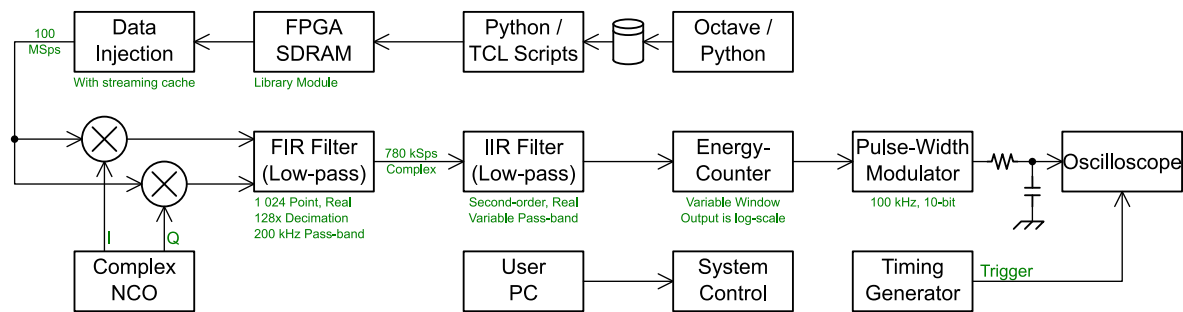 100
MSps
Data
Injection
With streaming cache
FPGA
SDRAM
Library Module
Python /
TCL Scripts
Octave /
Python
FIR Filter
(Low-pass)
1 024 Point, Real
128x Decimation
200 kHz Pass-band
780 kSps
Complex
IIR Filter
(Low-pass)
Second-order, Real
Variable Pass-band
Energy-
Counter
Variable Window
Output is log-scale
Pulse-Width
Modulator
100 kHz, 10-bit
Oscilloscope
I
Q
Complex
NCO
User
PC
System
Control
Timing
Generator
Trigger